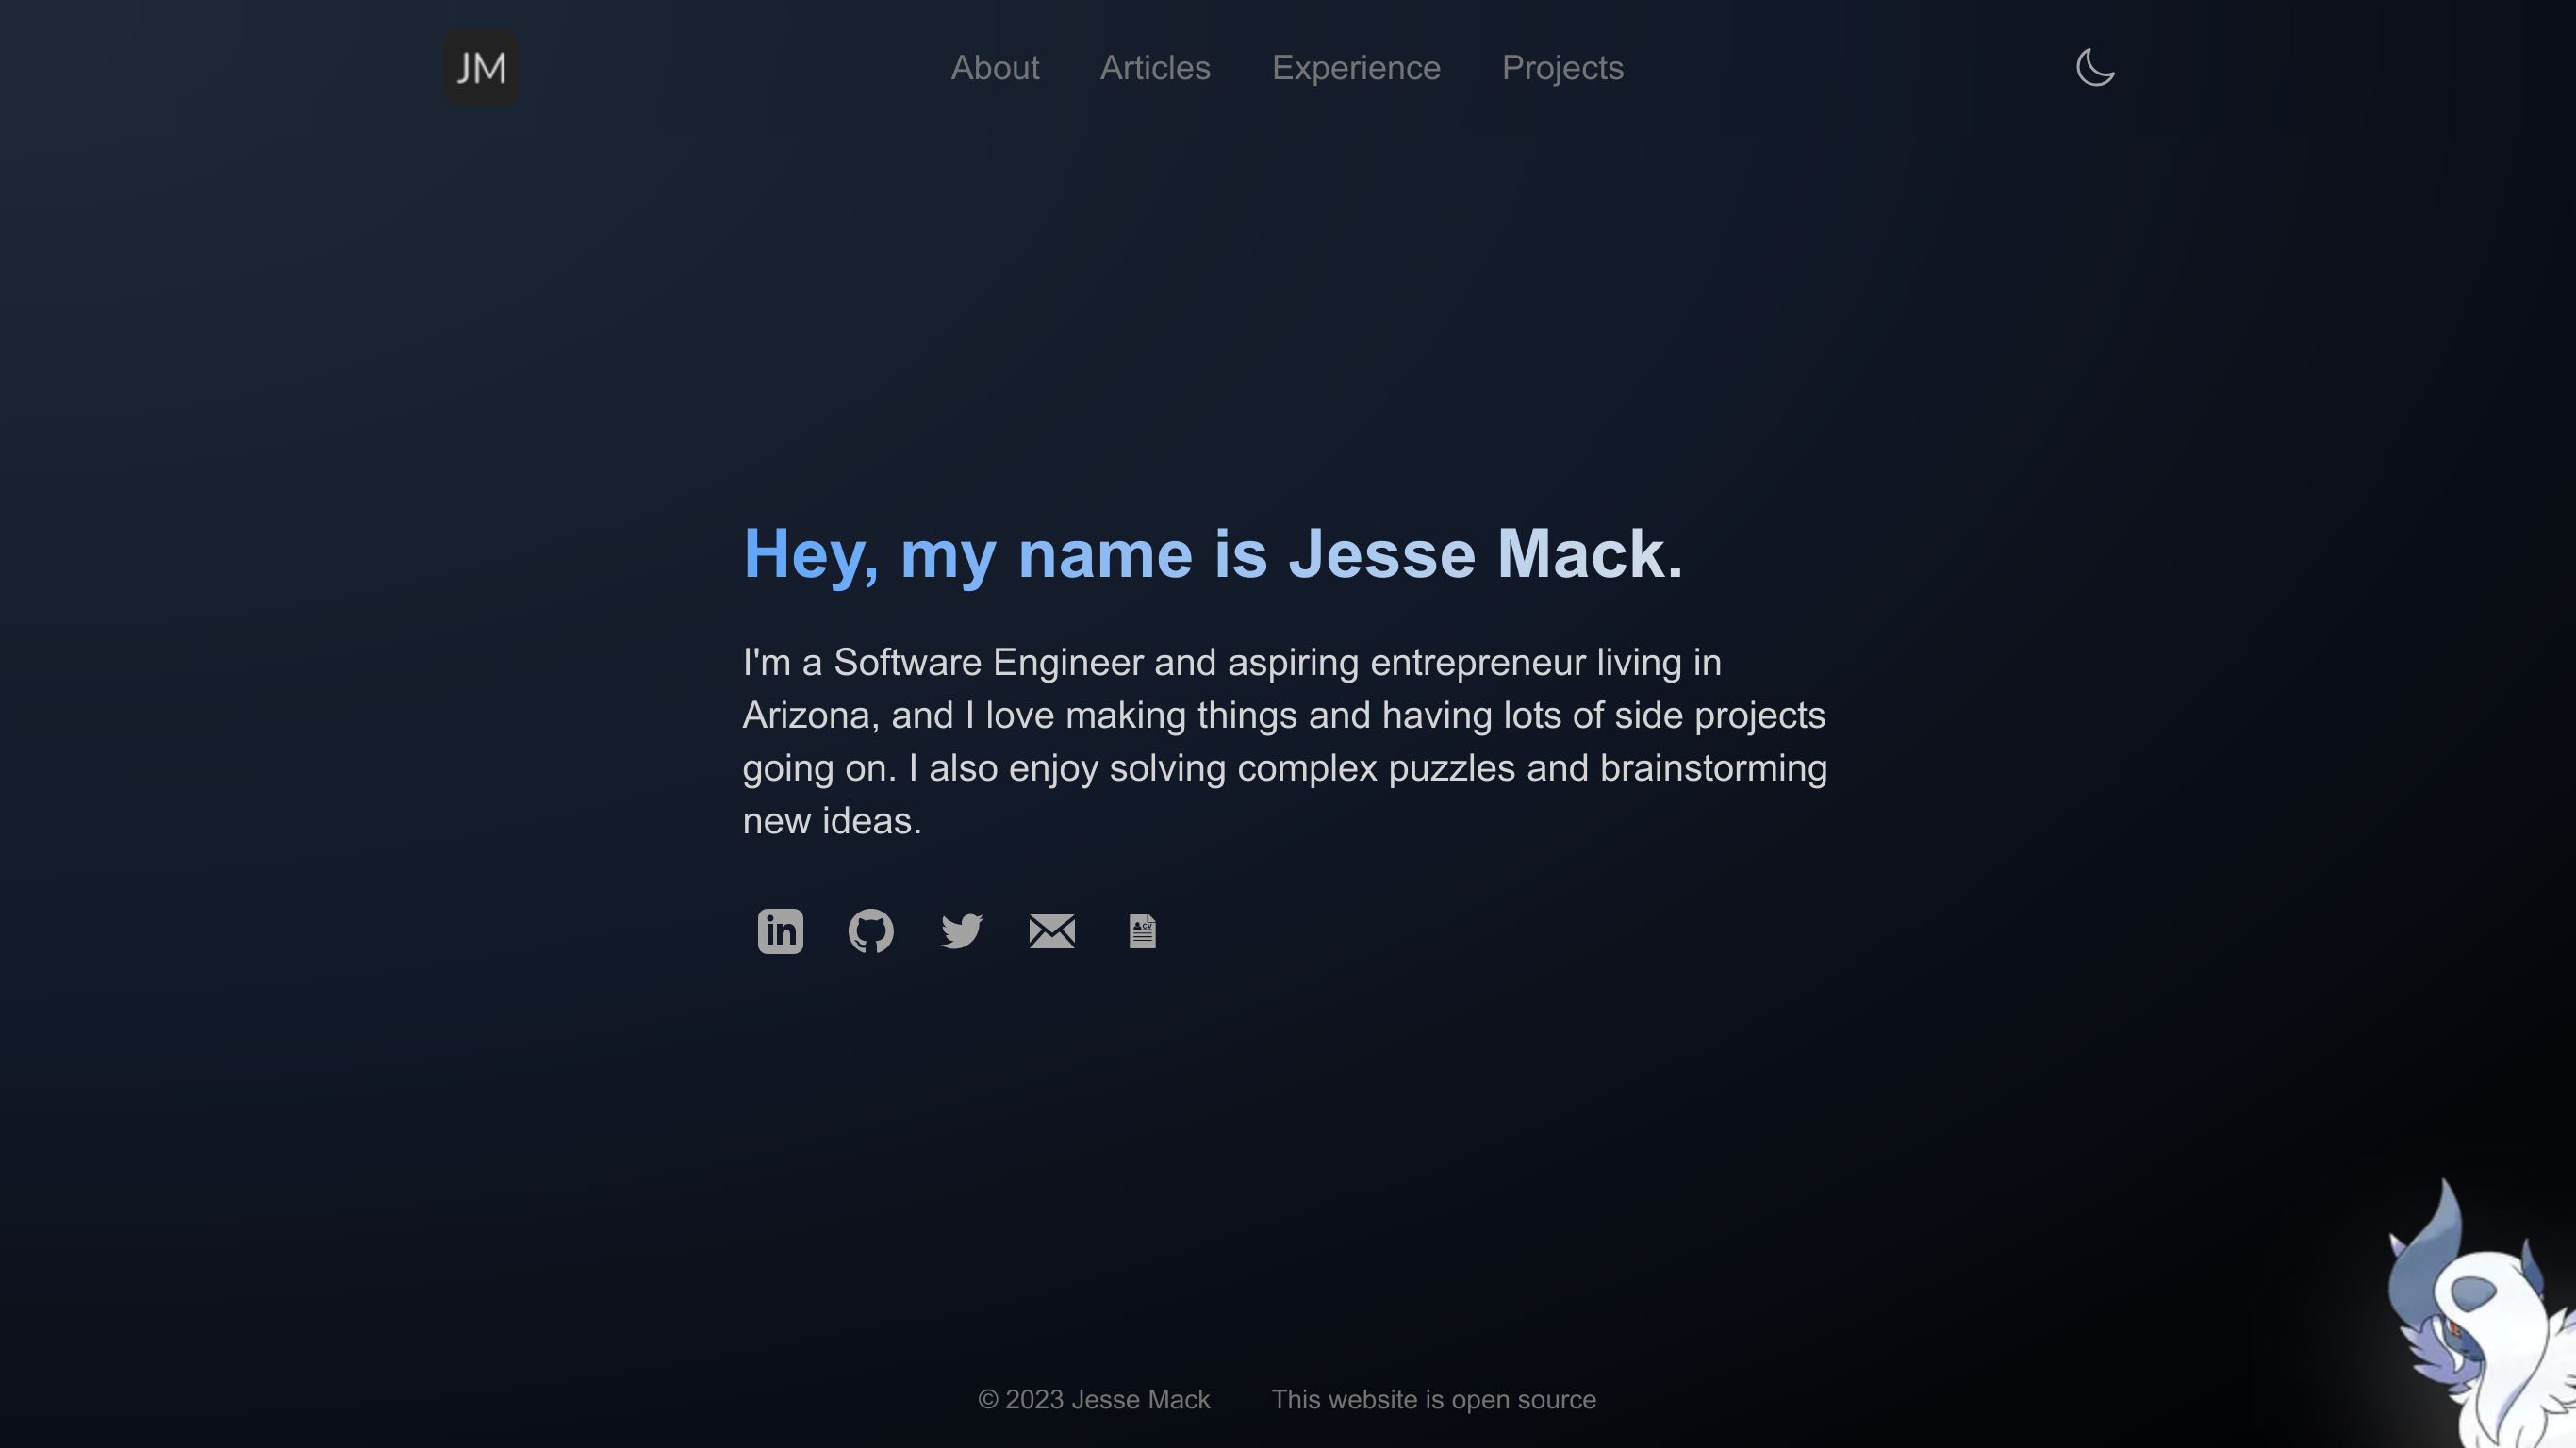 JM
About Articles Experience Projects
Hey, my name is Jesse Mack.
I'm a Software Engineer and aspiring entrepreneur living in
Arizona, and I love making things and having lots of side projects
going on. I also enjoy solving complex puzzles and brainstorming
new ideas.
in
CV
© 2023 Jesse Mack This website is open source